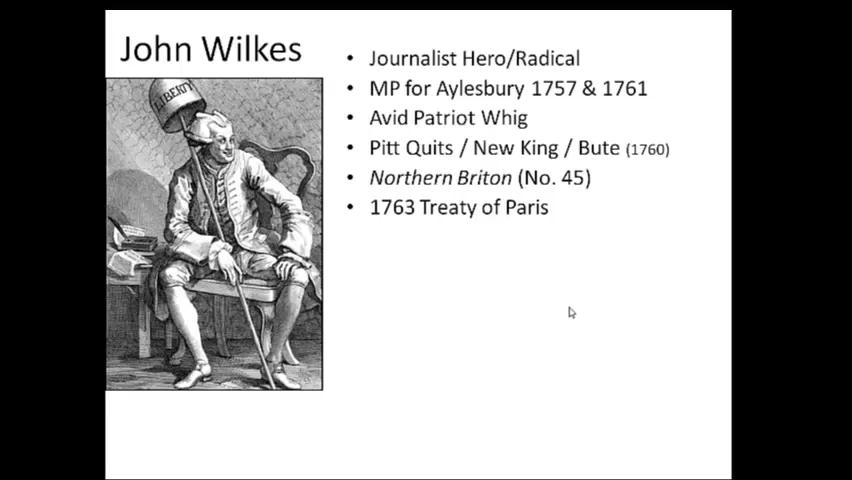 John Wilkes
LIBERTY
• Journalist Hero/Radical
• MP for Aylesbury 1757 & 1761
• Avid Patriot Whig
• Pitt Quits / New King / Bute (1760)
• Northern Briton (No. 45)
• 1763 Treaty of Paris